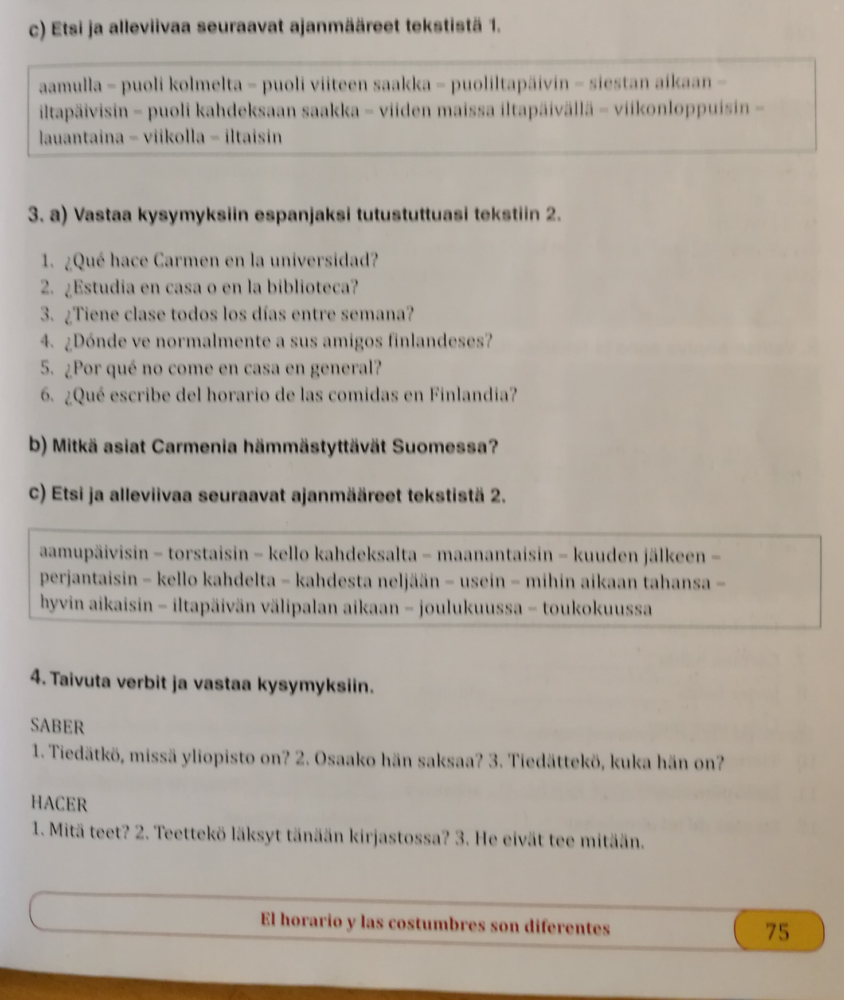 c) Etsi ja alleviivaa seuraavat ajanmääreet tekstistä 1.
aamulla – puoli kolmelta – puoli viiteen saakka – puoliltapäivin – siestan aikaan –
iltapäivisin – puoli kahdeksaan saakka – viiden maissa iltapäivällä – viikonloppuisin –
lauantaina – viikolla – iltaisin
3. a) Vastaa kysymyksiin espanjaksi tutustuttuasi tekstiin 2.
1. ¿Qué hace Carmen en la universidad?
2. ¿Estudia en casa o en la biblioteca?
3. ¿Tiene clase todos los días entre semana?
4. ¿Dónde ve normalmente a sus amigos finlandeses?
5. ¿Por qué no come en casa en general?
6. ¿Qué escribe del horario de las comidas en Finlandia?
b) Mitkä asiat Carmenia hämmästyttävät Suomessa?
c) Etsi ja alleviivaa seuraavat ajanmääreet tekstistä 2.
aamupäivisin – torstaisin – kello kahdeksalta – maanantaisin – kuuden jälkeen –
perjantaisin – kello kahdelta – kahdesta neljään – usein – mihin aikaan tahansa –
hyvin aikaisin – iltapäivän välipalan aikaan – joulukuussa – toukokuussa
4. Taivuta verbit ja vastaa kysymyksiin.
SABER
1. Tiedätkö, missä yliopisto on? 2. Osaako hän saksaa? 3. Tiedättekö, kuka hän on?
HACER
1. Mitä teet? 2. Teettekö läksyt tänään kirjastossa? 3. He eivät tee mitään.
El horario y las costumbres son diferentes
75